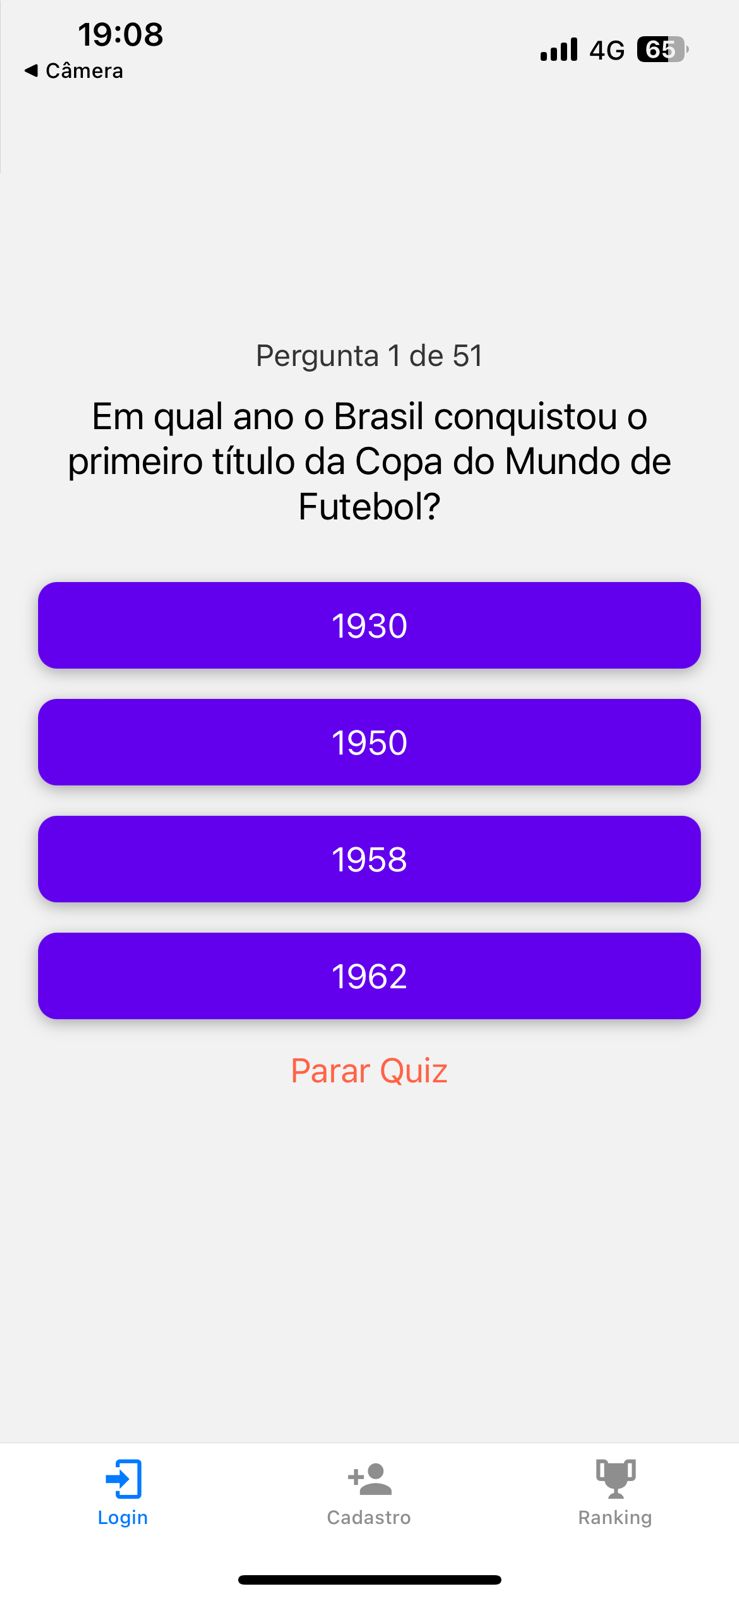 19:08
4G
65
◀ Câmera
Pergunta 1 de 51
Em qual ano o Brasil conquistou o
primeiro título da Copa do Mundo de
Futebol?
1930
1950
1958
1962
Parar Quiz
Login
Cadastro
Ranking